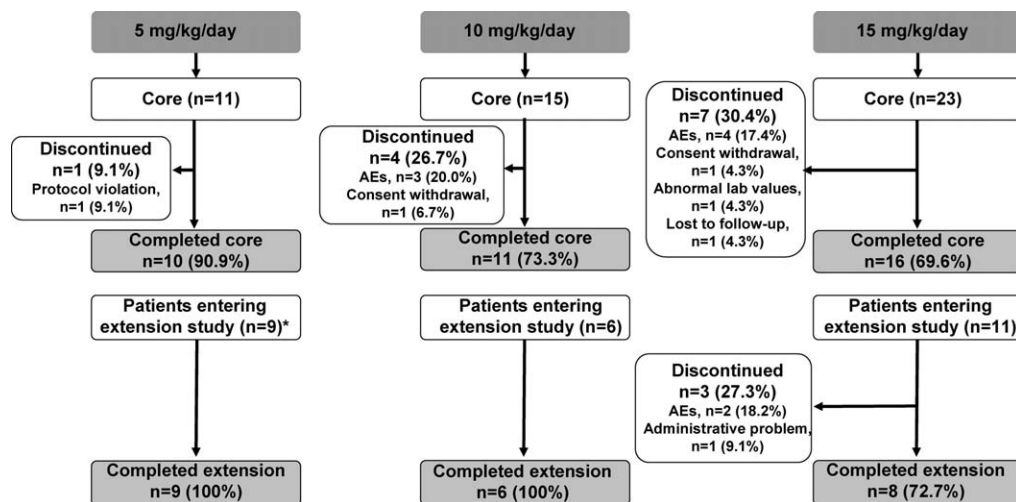 5 mg/kg/day
Core (n=11)
Discontinued
n=1 (9.1%)
Protocol violation,
n=1 (9.1%)
Completed core
n=10 (90.9%)
Patients entering
extension study (n=9)*
Completed extension
n=9 (100%)
10 mg/kg/day
Core (n=15)
Discontinued
n=4 (26.7%)
AEs, n=3 (20.0%)
Consent withdrawal,
n=1 (6.7%)
Completed core
n=11 (73.3%)
Patients entering
extension study (n=6)
Completed extension
n=6 (100%)
15 mg/kg/day
Core (n=23)
Discontinued
n=7 (30.4%)
AEs, n=4 (17.4%)
Consent withdrawal,
n=1 (4.3%)
Abnormal lab values,
n=1 (4.3%)
Lost to follow-up,
n=1 (4.3%)
Completed core
n=16 (69.6%)
Patients entering
extension study (n=11)
Discontinued
n=3 (27.3%)
AEs, n=2 (18.2%)
Administrative problem,
n=1 (9.1%)
Completed extension
n=8 (72.7%)